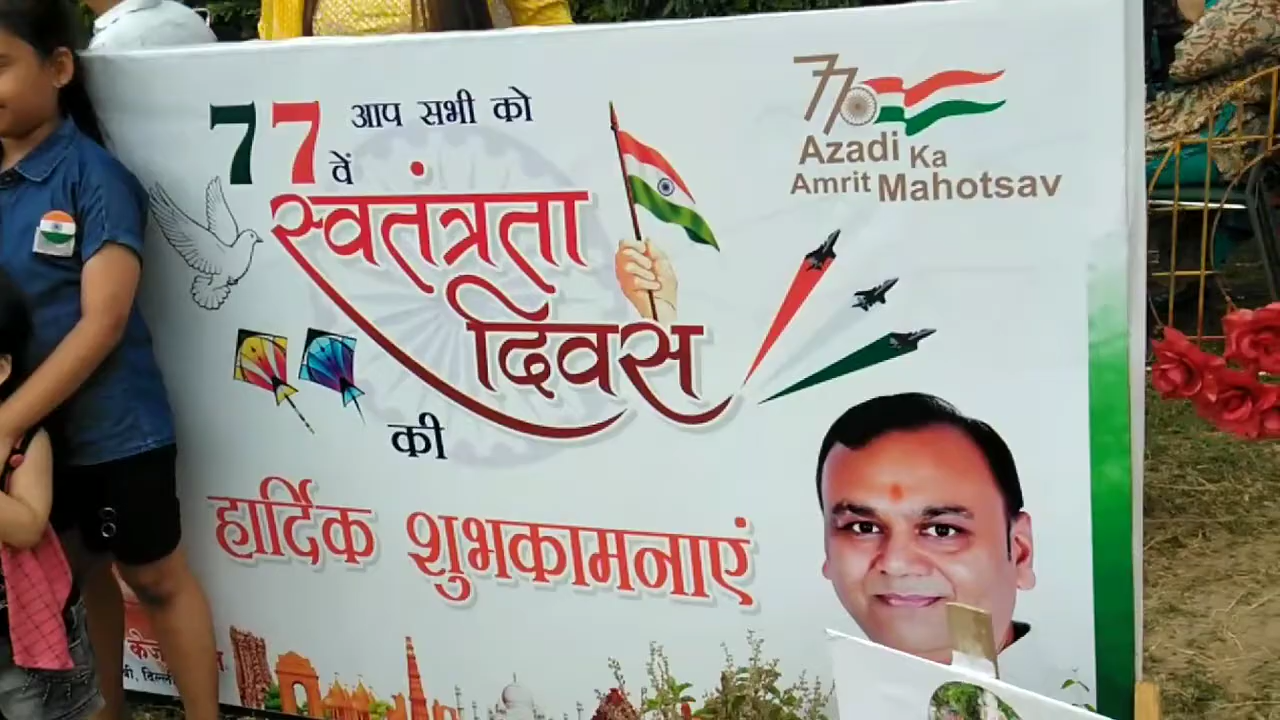 77 वें
आप सभी को
स्वतंत्रता
दिवस
की
हार्दिक शुभकामनाएं
77
Azadi Ka
Amrit Mahotsav